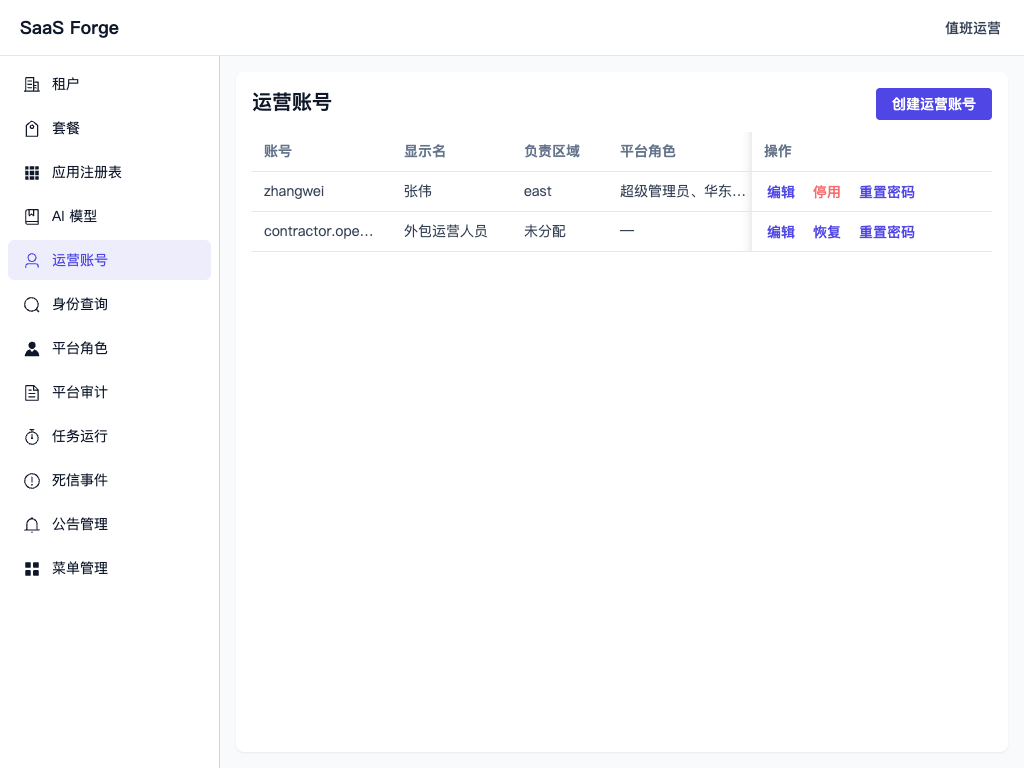 SaaS Forge
值班运营
租户
套餐
应用注册表
AI 模型
运营账号
身份查询
平台角色
平台审计
任务运行
死信事件
公告管理
菜单管理
运营账号
创建运营账号
账号 显示名 负责区域 平台角色 操作
zhangwei 张伟 east 超级管理员、华东… 编辑 停用 重置密码
contractor.ope… 外包运营人员 未分配 — 编辑 恢复 重置密码